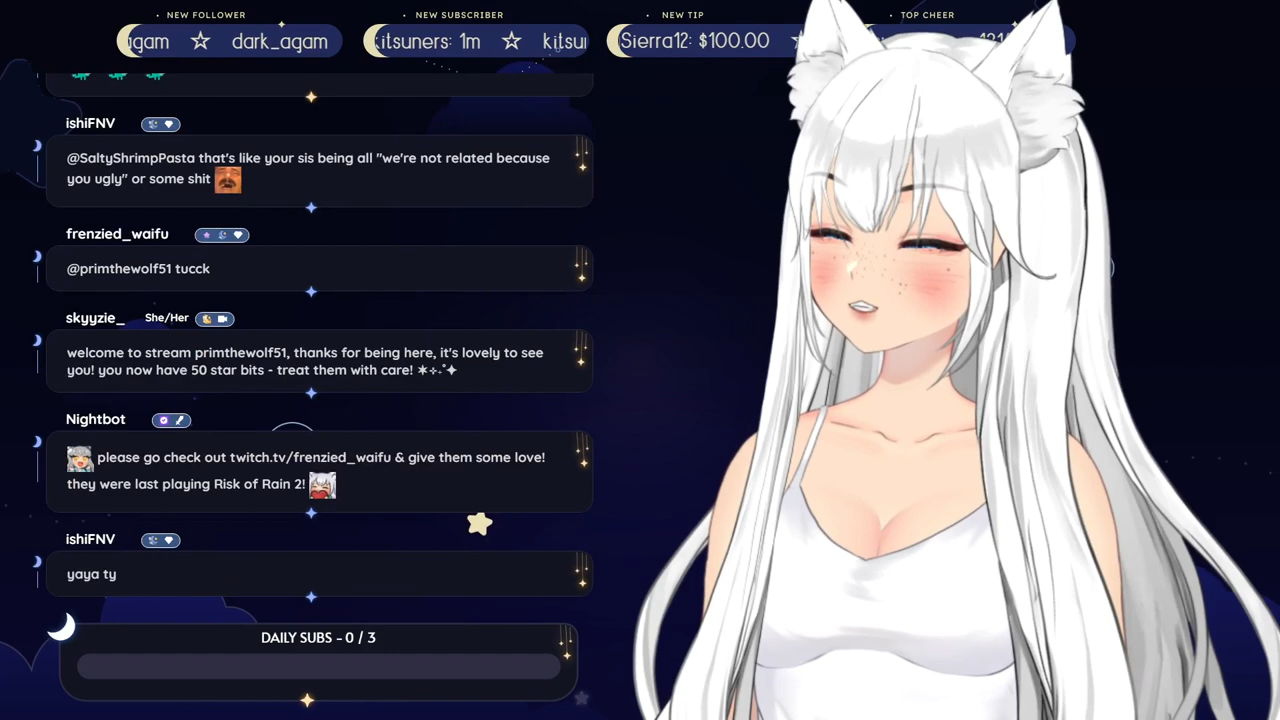 NEW FOLLOWER
NEW SUBSCRIBER
NEW TIP
TOP CHEER
agam ☆ dark_agam
kitsuners: 1m ☆ kitsu
Sierra12: $100.00
ishiFNV
@SaltyShrimpPasta that's like your sis being all "we're not related because
you ugly" or some shit
frenzied_waifu
@primthewolf51 tucck
skyyzie_ She/Her
welcome to stream primthewolf51, thanks for being here, it's lovely to see
you! you now have 50 star bits - treat them with care! ✶⊹˖˚✦
Nightbot
please go check out twitch.tv/frenzied_waifu & give them some love!
they were last playing Risk of Rain 2!
ishiFNV
yaya ty
DAILY SUBS - 0 / 3